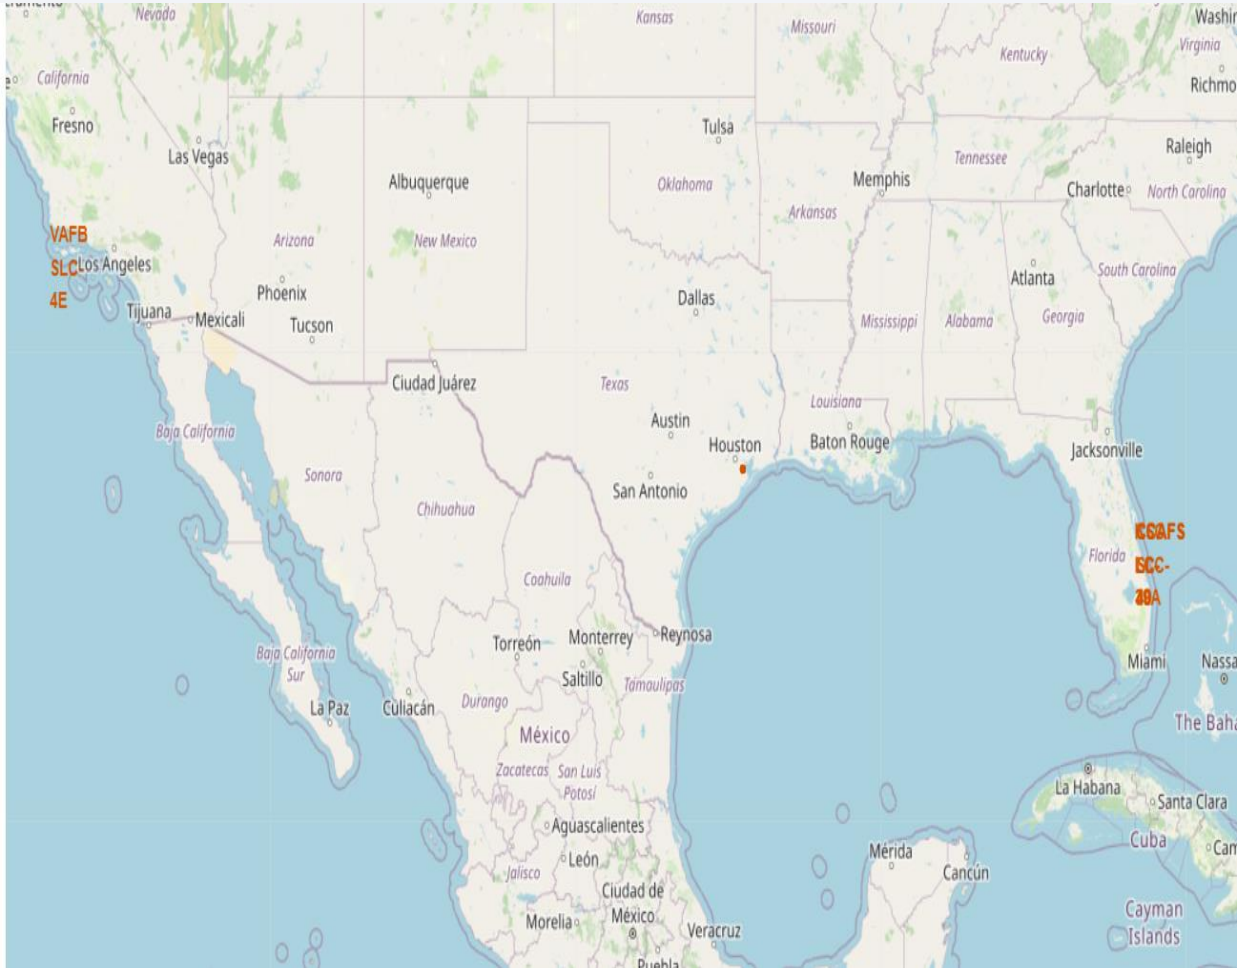 Nevada
Kansas
Missouri
Washin
Virginia
Kentucky
California
Richmo
Fresno
Tulsa
Las Vegas
Raleigh
Tennessee
Albuquerque
Oklahoma
Memphis
Charlotte
North Carolina
Arkansas
VAFB
Arizona
New Mexico
SLC
Los Angeles
South Carolina
Atlanta
4E
Phoenix
Dallas
Tijuana
Mexicali
Tucson
Mississippi
Alabama
Georgia
Ciudad Juárez
Texas
Louisiana
Austin
Baja California
Houston
Baton Rouge
Jacksonville
Sonora
San Antonio
Chihuahua
Florida
Coahuila
Torreón
Monterrey
Reynosa
Baja California
Sur
Saltillo
Tamaulipas
Miami
Nassa
La Paz
Culiacán
Durango
México
The Bahá
Zacatecas
San Luis
Potosí
La Habana
Santa Clara
Aguascalientes
Cuba
Cam
Mérida
León
Jalisco
Cancún
Ciudad de
México
Morelia
Veracruz
Cayman
Islands
Puebla